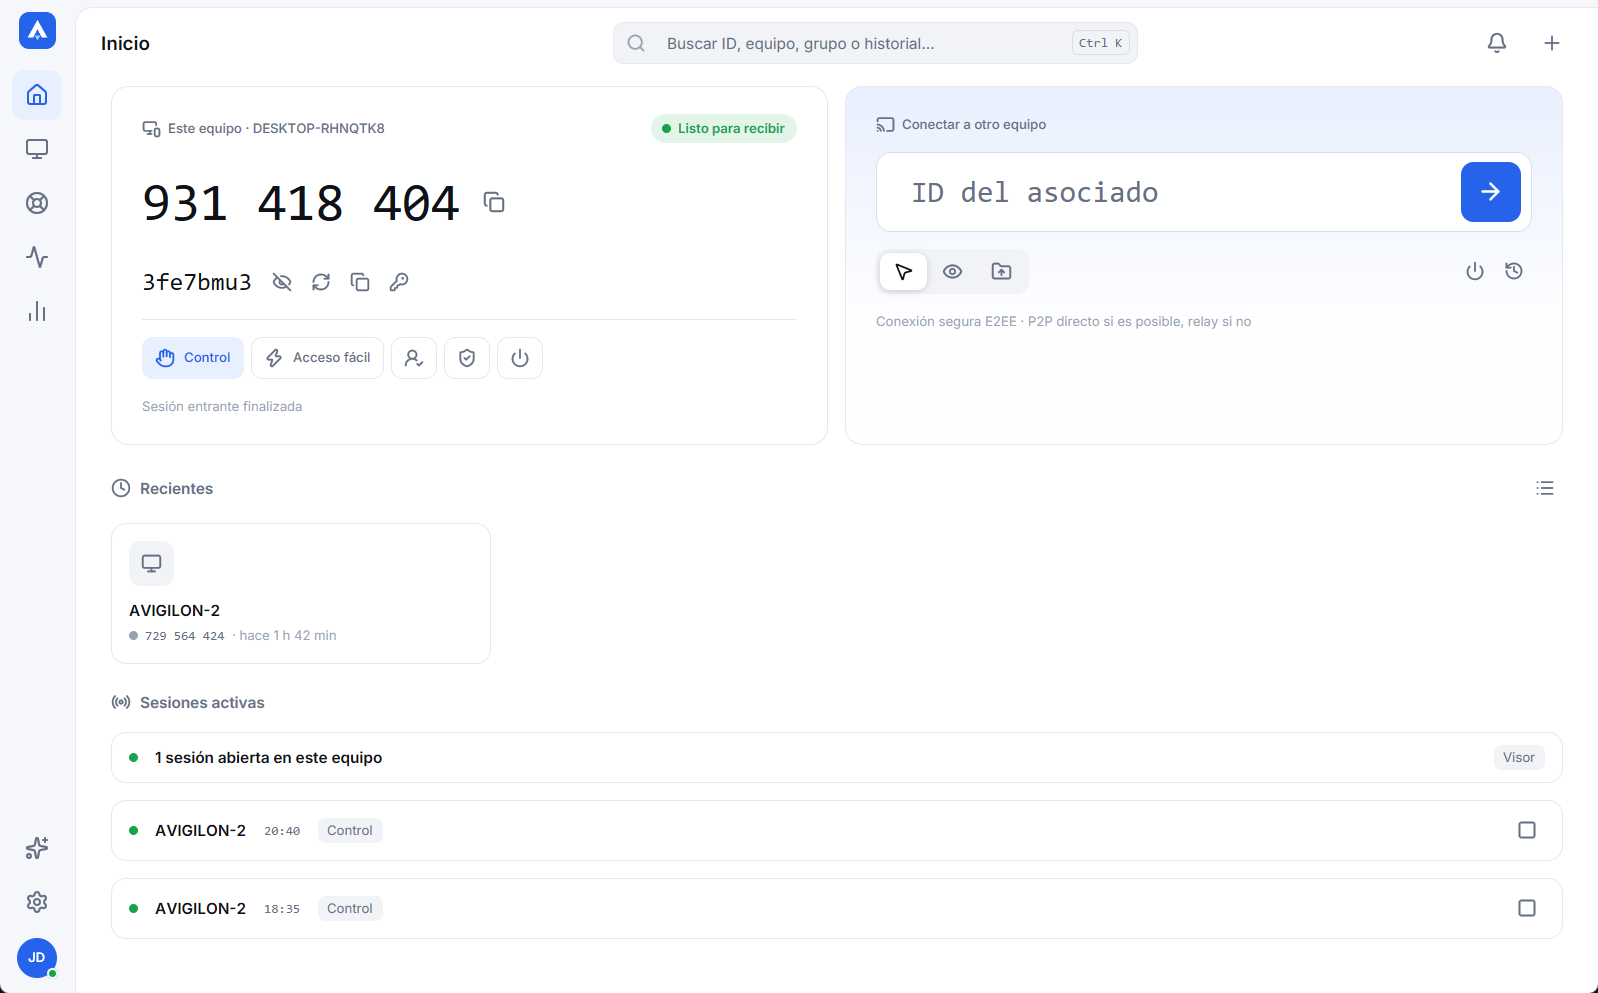 Inicio
Buscar ID, equipo, grupo o historial...
Ctrl K
Este equipo · DESKTOP-RHNQTK8
Listo para recibir
931 418 404
3fe7bmu3
Control
Acceso fácil
Sesión entrante finalizada
Conectar a otro equipo
ID del asociado
Conexión segura E2EE · P2P directo si es posible, relay si no
Recientes
AVIGILON-2
729 564 424 · hace 1 h 42 min
Sesiones activas
1 sesión abierta en este equipo
Visor
AVIGILON-2 20:40 Control
AVIGILON-2 18:35 Control
JD